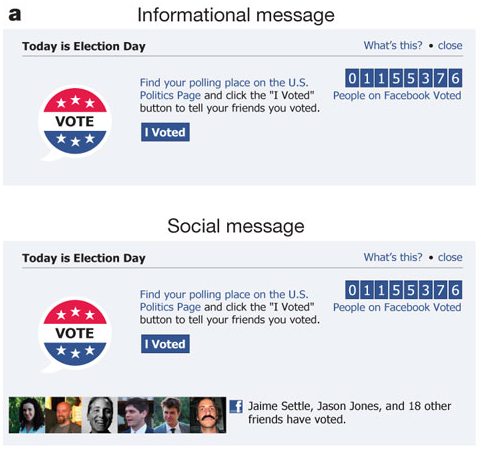 a
Informational message
Today is Election Day
What's this? • close
VOTE
Find your polling place on the U.S.
Politics Page and click the "I Voted"
button to tell your friends you voted.
I Voted
0 1 1 5 5 3 7 6
People on Facebook Voted
Social message
Today is Election Day
What's this? • close
VOTE
Find your polling place on the U.S.
Politics Page and click the "I Voted"
button to tell your friends you voted.
I Voted
0 1 1 5 5 3 7 6
People on Facebook Voted
f Jaime Settle, Jason Jones, and 18 other
friends have voted.